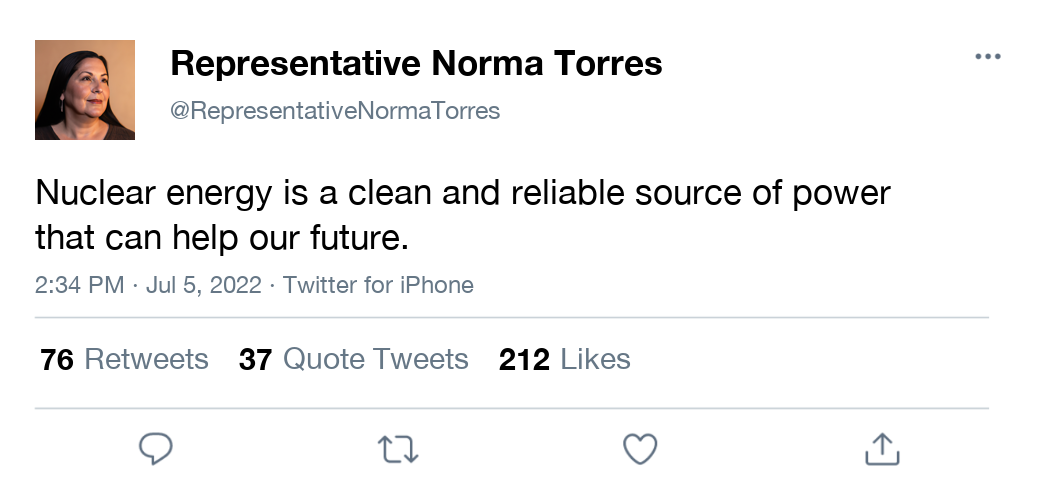 Representative Norma Torres
@RepresentativeNormaTorres
Nuclear energy is a clean and reliable source of power
that can help our future.
2:34 PM · Jul 5, 2022 · Twitter for iPhone
76 Retweets 37 Quote Tweets 212 Likes